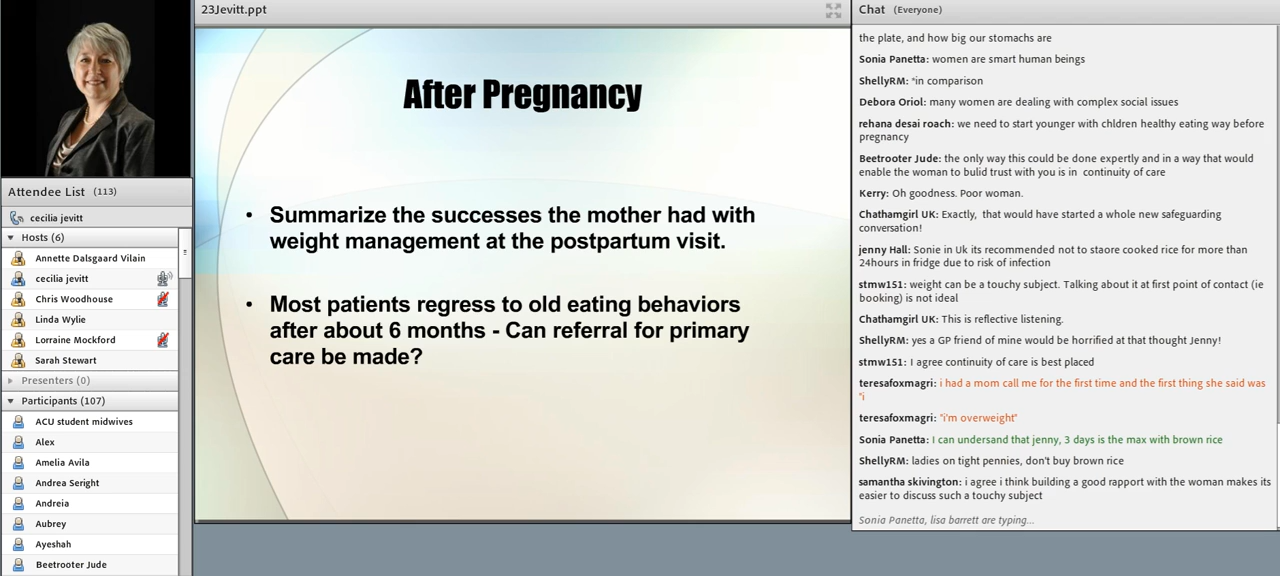 23Jevitt.ppt
After Pregnancy
• Summarize the successes the mother had with
weight management at the postpartum visit.
• Most patients regress to old eating behaviors
after about 6 months - Can referral for primary
care be made?
Attendee List (113)
cecilia jevitt
Hosts (6)
Annette Dalsgaard Vilain
cecilia jevitt
Chris Woodhouse
Linda Wylie
Lorraine Mockford
Sarah Stewart
Presenters (0)
Participants (107)
ACU student midwives
Alex
Amelia Avila
Andrea Seright
Andreia
Aubrey
Ayeshah
Beetrooter Jude
Chat (Everyone)
the plate, and how big our stomachs are
Sonia Panetta: women are smart human beings
ShellyRM: *in comparison
Debora Oriol: many women are dealing with complex social issues
rehana desai roach: we need to start younger with chldren healthy eating way before
pregnancy
Beetrooter Jude: the only way this could be done expertly and in a way that would
enable the woman to bulid trust with you is in continuity of care
Kerry: Oh goodness. Poor woman.
Chathamgirl UK: Exactly, that would have started a whole new safeguarding
conversation!
jenny Hall: Sonie in Uk its recommended not to staore cooked rice for more than
24hours in fridge due to risk of infection
stmw151: weight can be a touchy subject. Talking about it at first point of contact (ie
booking) is not ideal
Chathamgirl UK: This is reflective listening.
ShellyRM: yes a GP friend of mine would be horrified at that thought Jenny!
stmw151: I agree continuity of care is best placed
teresafoxmagri: i had a mom call me for the first time and the first thing she said was
"i
teresafoxmagri: "i'm overweight"
Sonia Panetta: I can undersand that jenny, 3 days is the max with brown rice
ShellyRM: ladies on tight pennies, don't buy brown rice
samantha skivington: i agree i think building a good rapport with the woman makes its
easier to discuss such a touchy subject
Sonia Panetta, lisa barrett are typing...